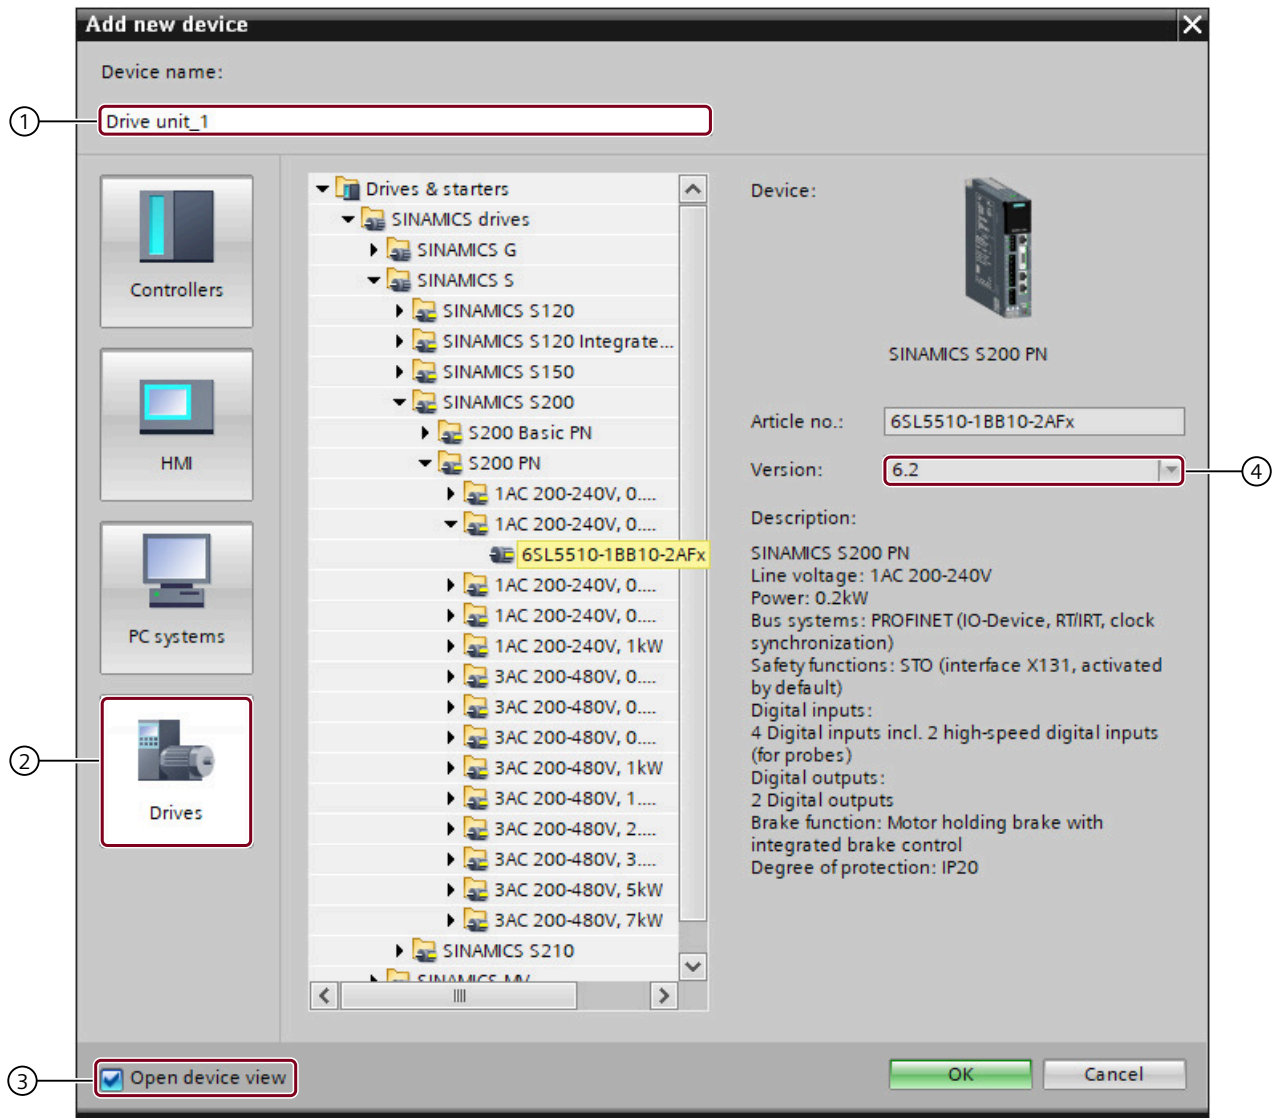 Add new device
Device name:
1
Drive unit_1
Controllers
HMI
PC systems
2
Drives
Drives & starters
SINAMICS drives
SINAMICS G
SINAMICS S
SINAMICS S120
SINAMICS S120 Integrate...
SINAMICS S150
SINAMICS S200
S200 Basic PN
S200 PN
1AC 200-240V, 0....
1AC 200-240V, 0....
6SL5510-1BB10-2AFx
1AC 200-240V, 0....
1AC 200-240V, 0....
1AC 200-240V, 1kW
3AC 200-480V, 0....
3AC 200-480V, 0....
3AC 200-480V, 0....
3AC 200-480V, 1kW
3AC 200-480V, 1....
3AC 200-480V, 2....
3AC 200-480V, 3....
3AC 200-480V, 5kW
3AC 200-480V, 7kW
SINAMICS S210
SINAMICS MV
Device:
SINAMICS S200 PN
Article no.:
6SL5510-1BB10-2AFx
Version:
6.2
4
Description:
SINAMICS S200 PN
Line voltage: 1AC 200-240V
Power: 0.2kW
Bus systems: PROFINET (IO-Device, RT/IRT, clock
synchronization)
Safety functions: STO (interface X131, activated
by default)
Digital inputs:
4 Digital inputs incl. 2 high-speed digital inputs
(for probes)
Digital outputs:
2 Digital outputs
Brake function: Motor holding brake with
integrated brake control
Degree of protection: IP20
3
Open device view
OK
Cancel